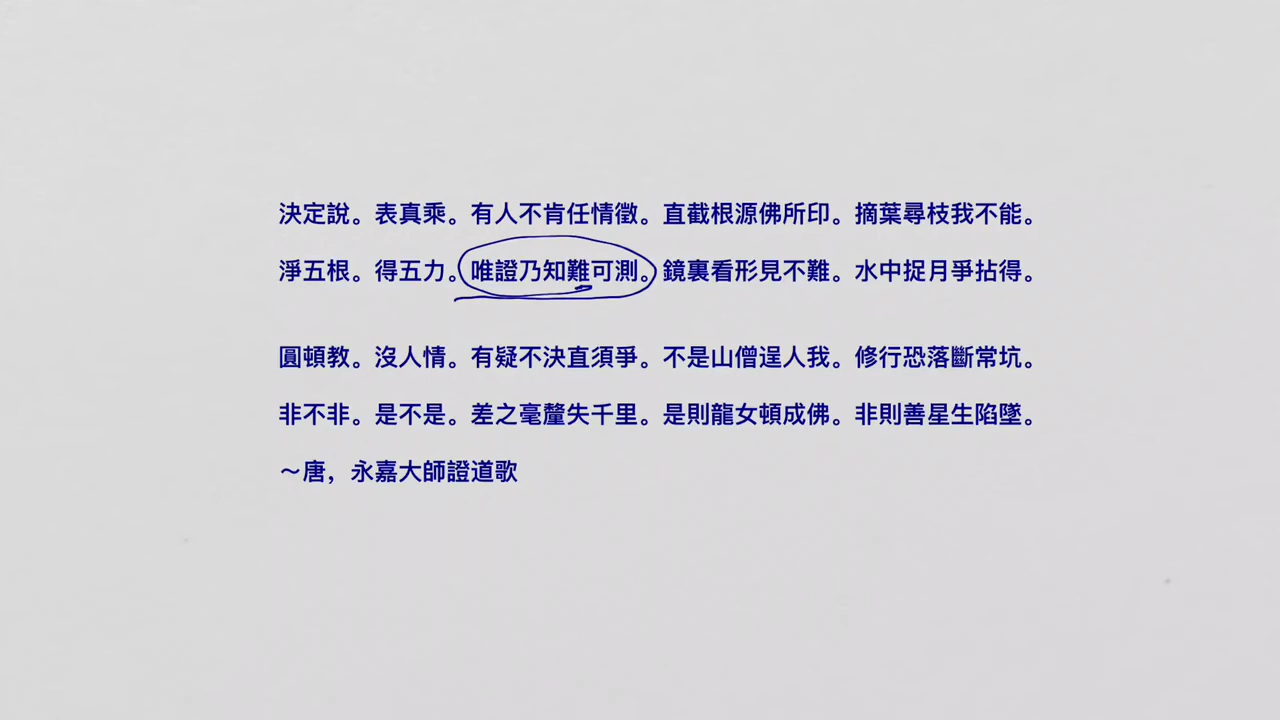 決定說。表真乘。有人不肯任情徵。直截根源佛所印。摘葉尋枝我不能。
淨五根。得五力。唯證乃知難可測。鏡裏看形見不難。水中捉月爭拈得。
圓頓教。沒人情。有疑不決直須爭。不是山僧逞人我。修行恐落斷常坑。
非不非。是不是。差之毫釐失千里。是則龍女頓成佛。非則善星生陷墜。
～唐，永嘉大師證道歌